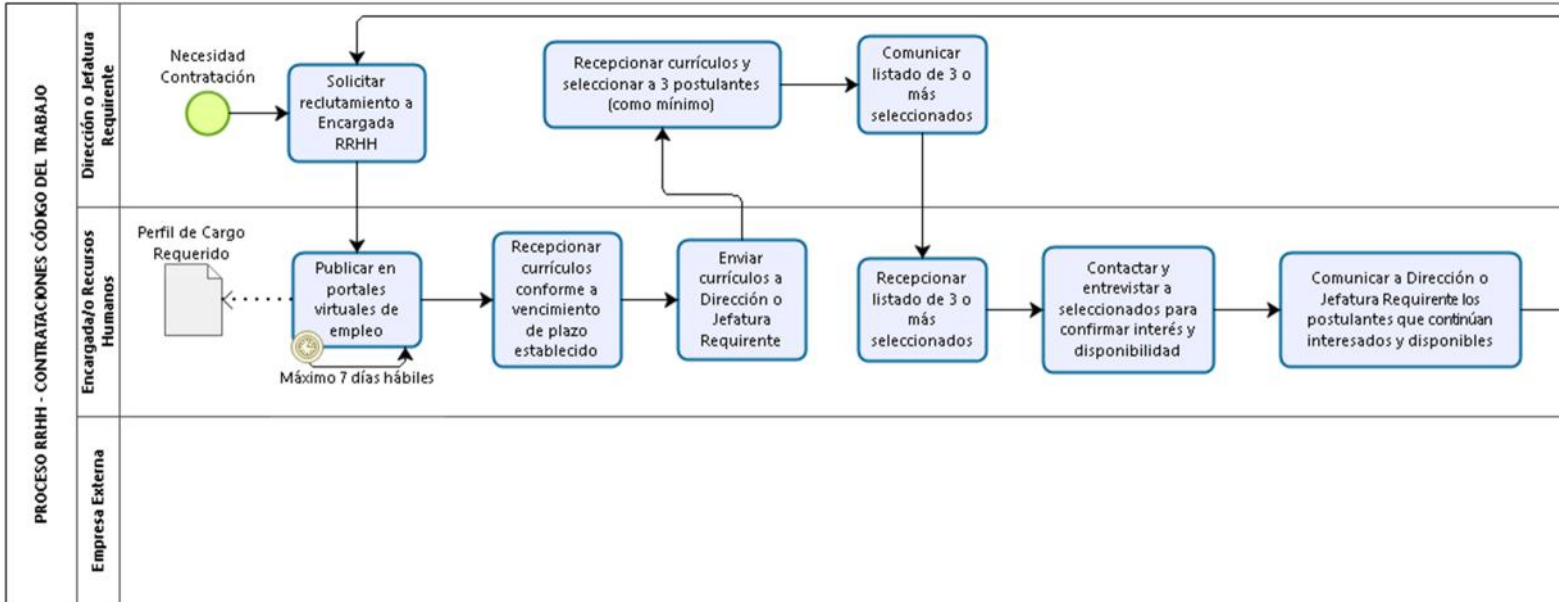 PROCESO RRHH - CONTRATACIONES CÓDIGO DEL TRABAJO
Dirección o Jefatura
Requirente
Necesidad
Contratación
Solicitar
reclutamiento a
Encargada
RRHH
Recepcionar currículos y
seleccionar a 3 postulantes
(como mínimo)
Comunicar
listado de 3 o
más
seleccionados
Encargada/o Recursos
Humanos
Perfil de Cargo
Requerido
Publicar en
portales
virtuales de
empleo
Máximo 7 días hábiles
Recepcionar
currículos
conforme a
vencimiento
de plazo
establecido
Enviar
currículos a
Dirección o
Jefatura
Requirente
Recepcionar
listado de 3 o
más
seleccionados
Contactar y
entrevistar a
seleccionados para
confirmar interés y
disponibilidad
Comunicar a Dirección o
Jefatura Requirente los
postulantes que continúan
interesados y disponibles
Empresa Externa